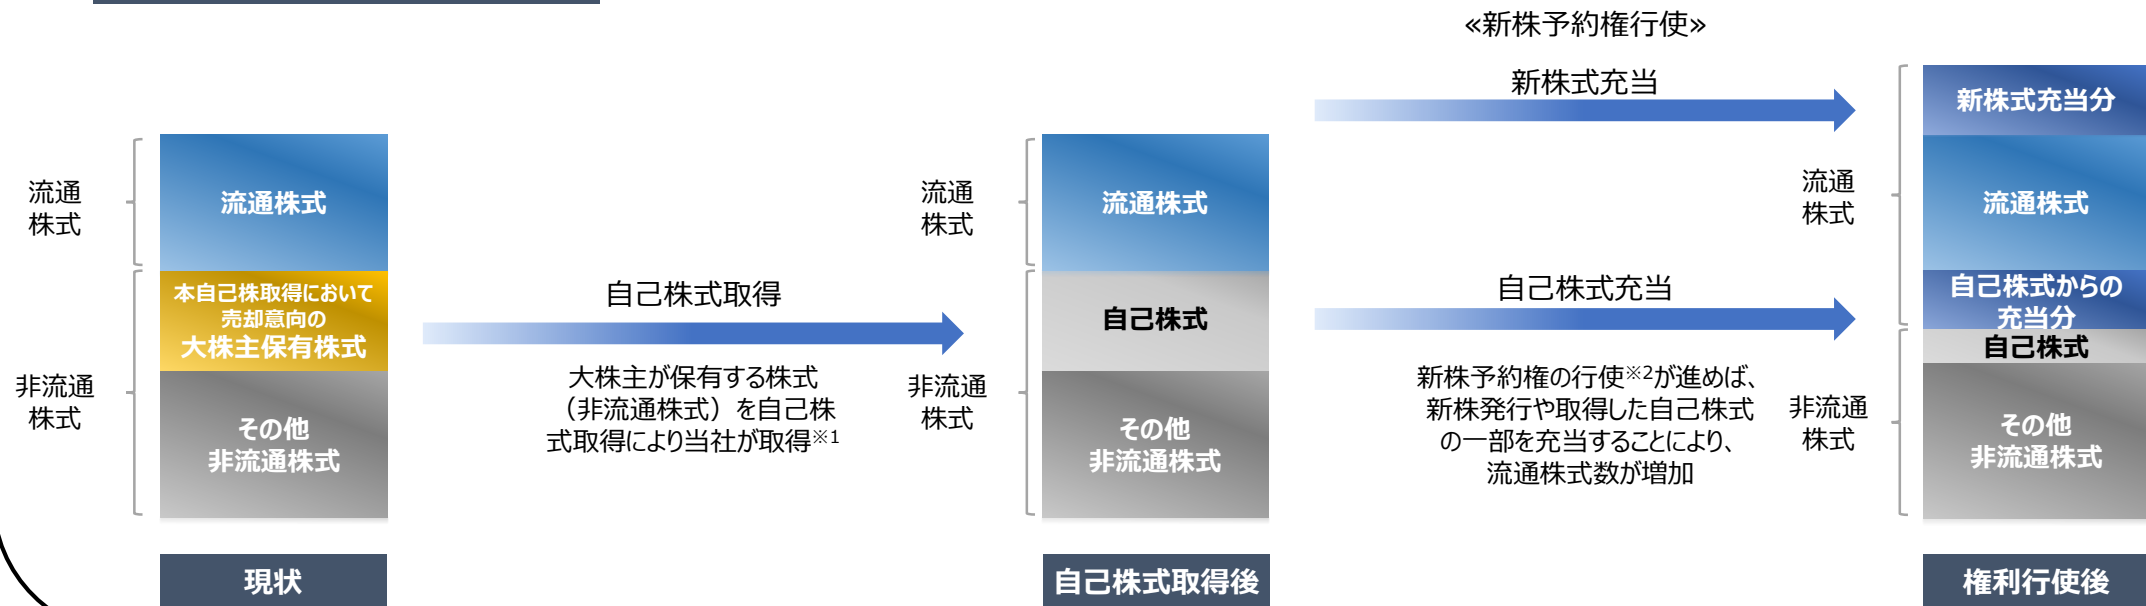 ≪新株予約権行使≫
新株式充当
新株式充当分
流通
株式
流通株式
流通
株式
流通株式
流通
株式
流通株式
本自己株取得において
売却意向の
大株主保有株式
自己株式取得
自己株式
自己株式充当
自己株式からの
充当分
自己株式
非流通
株式
その他
非流通株式
大株主が保有する株式
（非流通株式）を自己株
式取得により当社が取得※1
非流通
株式
その他
非流通株式
新株予約権の行使※2が進めば、
新株発行や取得した自己株式
の一部を充当することにより、
流通株式数が増加
非流通
株式
その他
非流通株式
現状
自己株式取得後
権利行使後